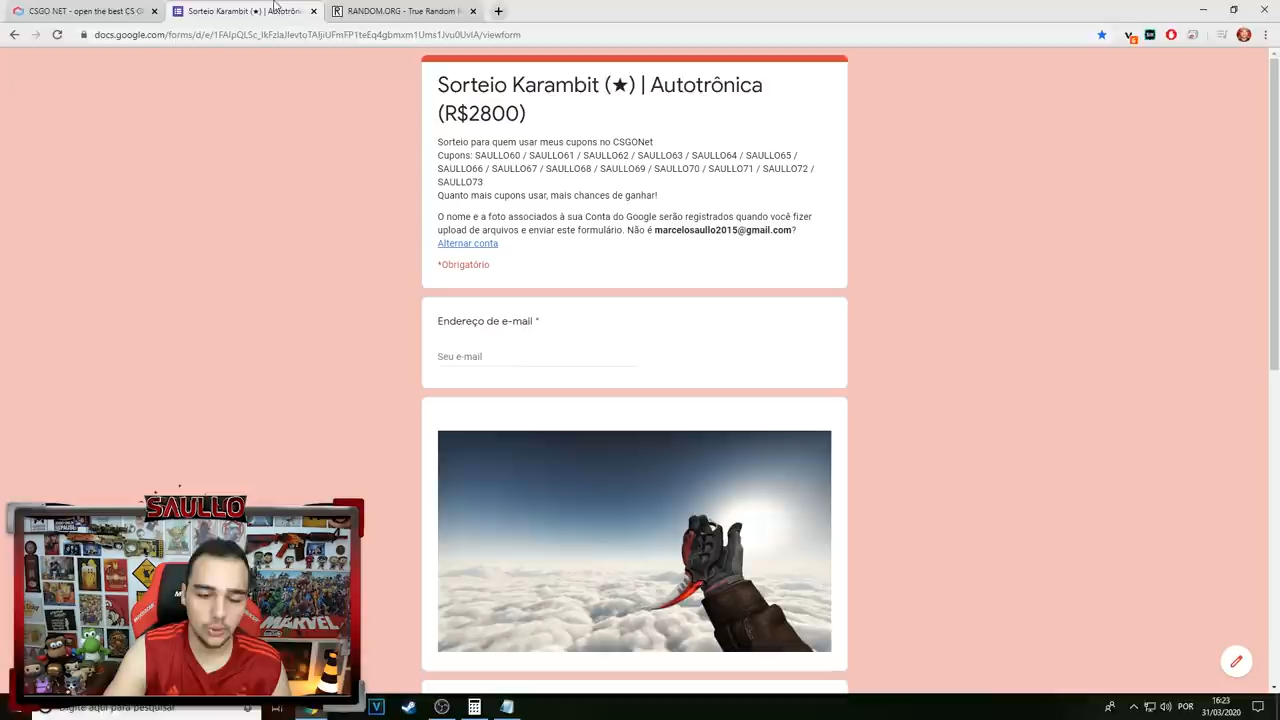 CSGO NET - open the best CS G
Sorteio Karambit (★) | Autotrôni
RANDOM.ORG - True Random N
docs.google.com/forms/d/e/1FAIpQLSc_IkFzIaJIevtoTAIjiUFmFP1teEq4gbmxm1Ums1Jvu0UvIA/viewform
Sorteio Karambit (★) | Autotrônica
(R$2800)
Sorteio para quem usar meus cupons no CSGONet
Cupons: SAULLO60 / SAULLO61 / SAULLO62 / SAULLO63 / SAULLO64 / SAULLO65 /
SAULLO66 / SAULLO67 / SAULLO68 / SAULLO69 / SAULLO70 / SAULLO71 / SAULLO72 /
SAULLO73
Quanto mais cupons usar, mais chances de ganhar!
O nome e a foto associados à sua Conta do Google serão registrados quando você fizer
upload de arquivos e enviar este formulário. Não é marcelosaullo2015@gmail.com?
Alternar conta
*Obrigatório
Endereço de e-mail *
Seu e-mail
SAULLO
MARVEL
Digite aqui para pesquisar
POR
16:23
31/03/2020